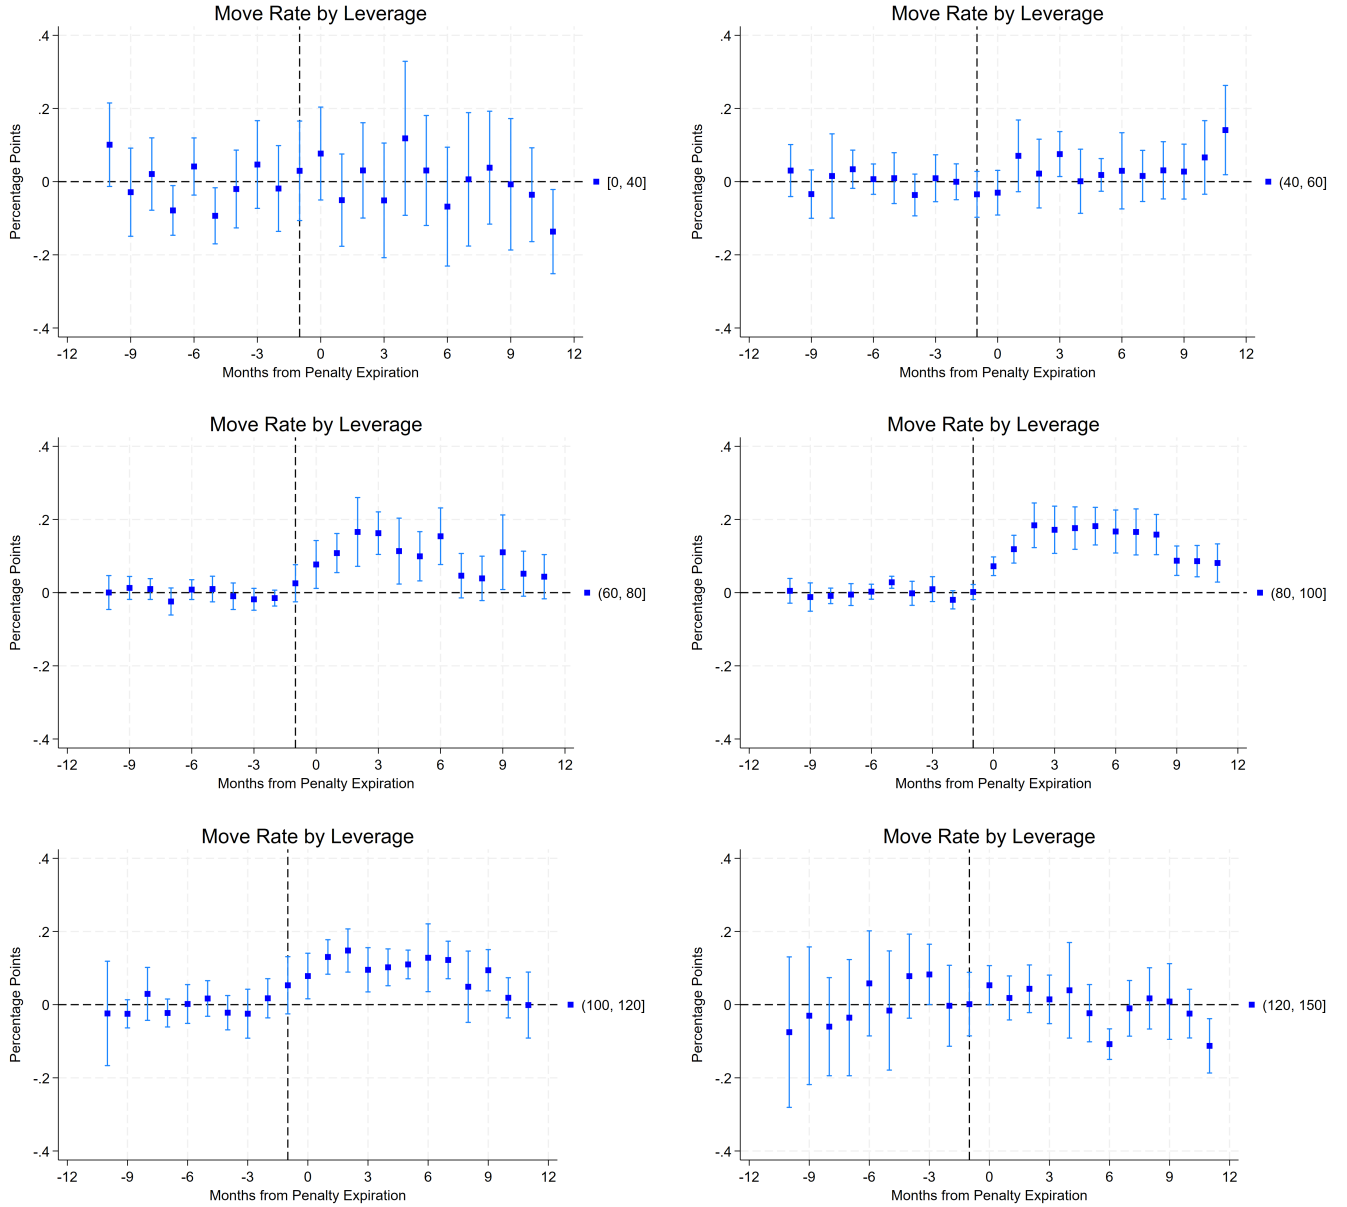 Move Rate by Leverage
Percentage Points
.4
.2
0
-.2
-.4
-12 -9 -6 -3 0 3 6 9 12
Months from Penalty Expiration
[0, 40]
Move Rate by Leverage
Percentage Points
.4
.2
0
-.2
-.4
-12 -9 -6 -3 0 3 6 9 12
Months from Penalty Expiration
(40, 60]
Move Rate by Leverage
Percentage Points
.4
.2
0
-.2
-.4
-12 -9 -6 -3 0 3 6 9 12
Months from Penalty Expiration
(60, 80]
Move Rate by Leverage
Percentage Points
.4
.2
0
-.2
-.4
-12 -9 -6 -3 0 3 6 9 12
Months from Penalty Expiration
(80, 100]
Move Rate by Leverage
Percentage Points
.4
.2
0
-.2
-.4
-12 -9 -6 -3 0 3 6 9 12
Months from Penalty Expiration
(100, 120]
Move Rate by Leverage
Percentage Points
.4
.2
0
-.2
-.4
-12 -9 -6 -3 0 3 6 9 12
Months from Penalty Expiration
(120, 150]